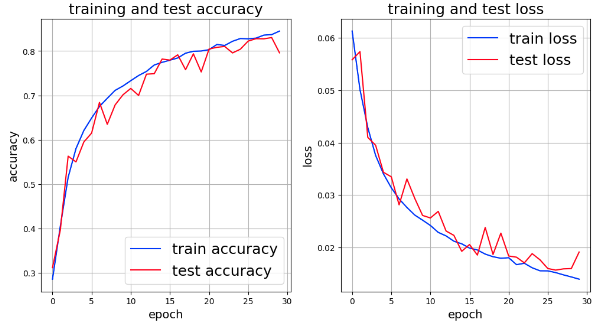 training and test accuracy
accuracy
0.8
0.7
0.6
0.5
0.4
0.3
train accuracy
test accuracy
0 5 10 15 20 25 30
epoch
training and test loss
loss
0.06
0.05
0.04
0.03
0.02
train loss
test loss
0 5 10 15 20 25 30
epoch